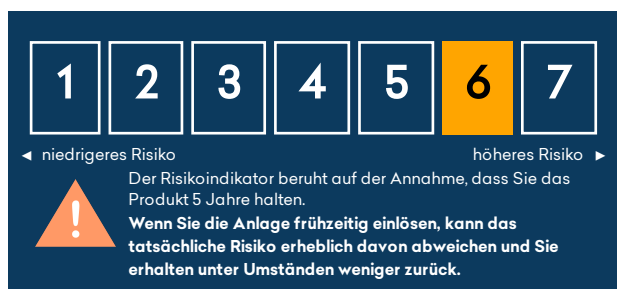 1 2 3 4 5 6 7
◄ niedrigeres Risiko höheres Risiko ►
Der Risikoindikator beruht auf der Annahme, dass Sie das
Produkt 5 Jahre halten.
Wenn Sie die Anlage frühzeitig einlösen, kann das
tatsächliche Risiko erheblich davon abweichen und Sie
erhalten unter Umständen weniger zurück.
!